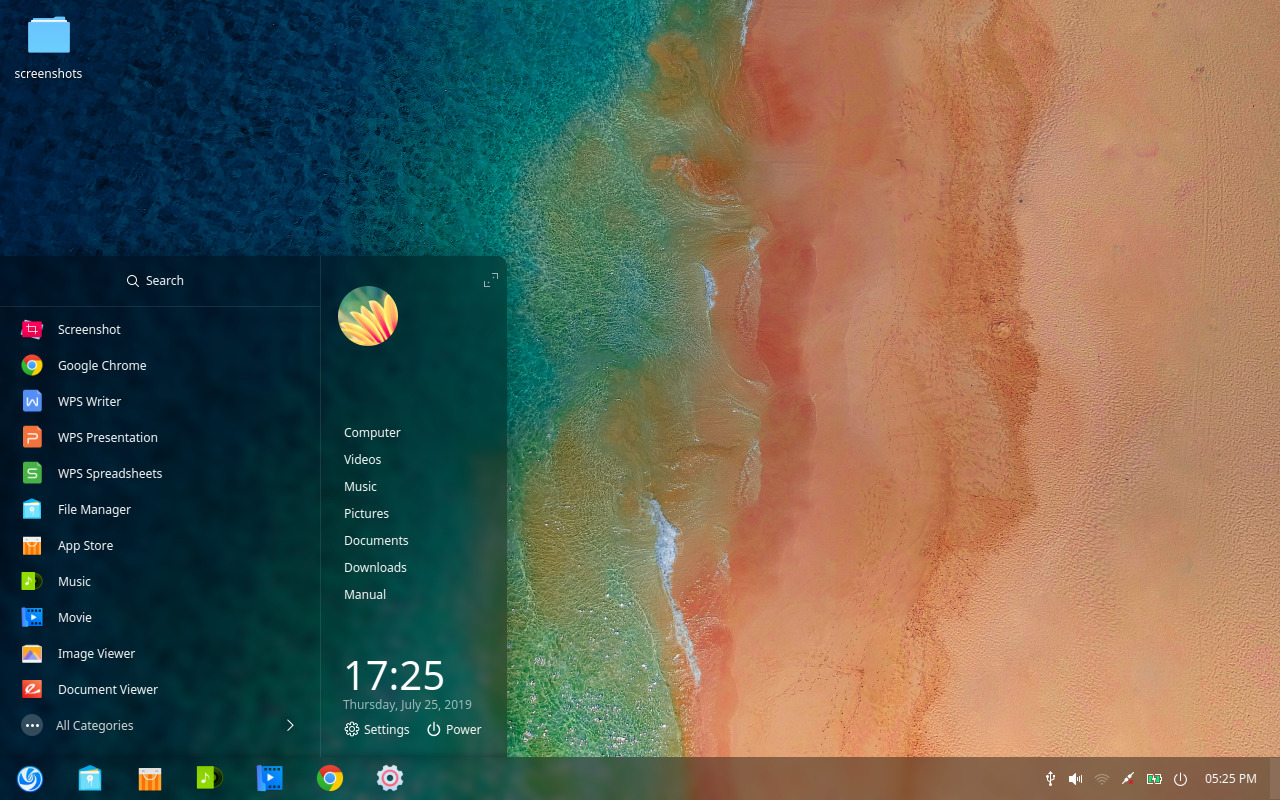 screenshots
Search
Screenshot
Google Chrome
WPS Writer
WPS Presentation
WPS Spreadsheets
File Manager
App Store
Music
Movie
Image Viewer
Document Viewer
All Categories
Computer
Videos
Music
Pictures
Documents
Downloads
Manual
17:25
Thursday, July 25, 2019
Settings
Power
05:25 PM